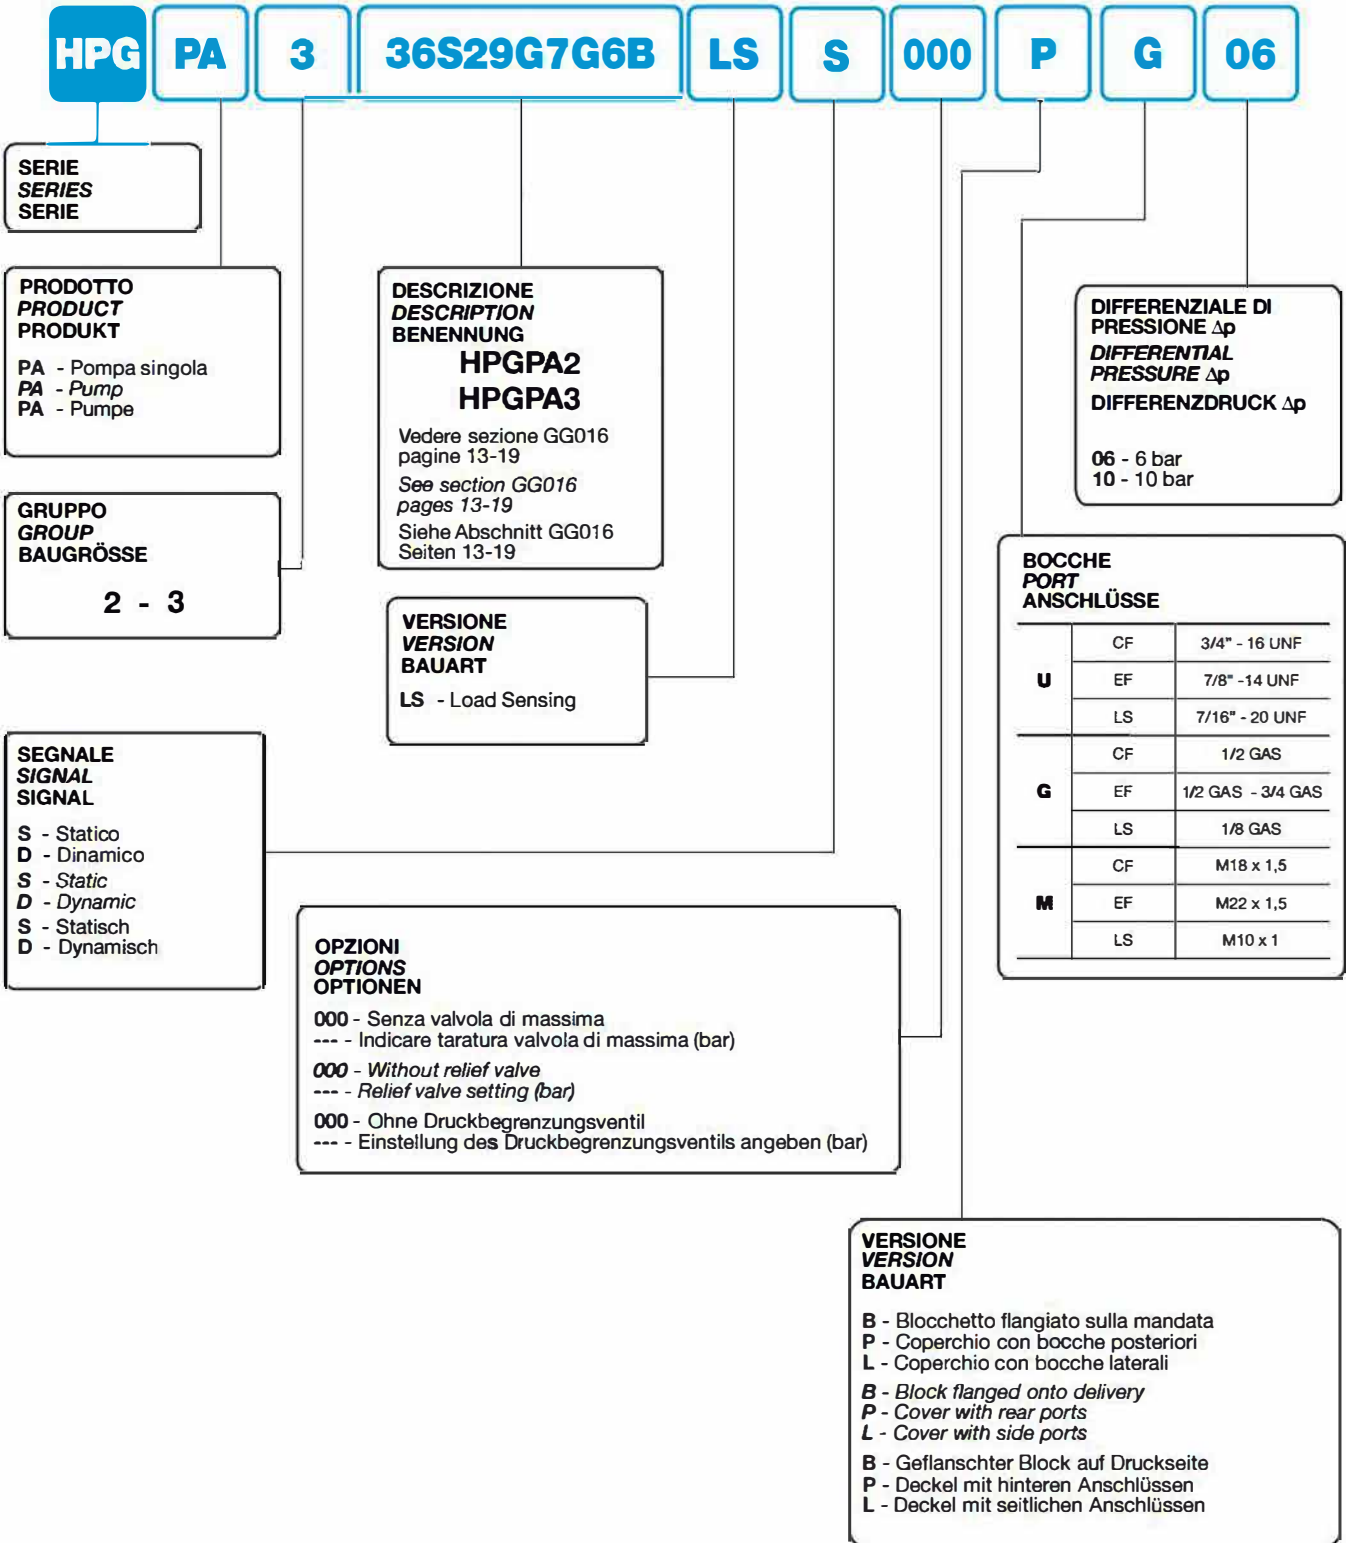 HPG PA 3 36S29G7G6B LS S 000 P G 06
SERIE
SERIES
SERIE
PRODOTTO
PRODUCT
PRODUKT
PA - Pompa singola
PA - Pump
PA - Pumpe
GRUPPO
GROUP
BAUGRÖSSE
2 - 3
DESCRIZIONE
DESCRIPTION
BENENNUNG
HPGPA2
HPGPA3
Vedere sezione GG016
pagine 13-19
See section GG016
pages 13-19
Siehe Abschnitt GG016
Seiten 13-19
VERSIONE
VERSION
BAUART
LS - Load Sensing
DIFFERENZIALE DI
PRESSIONE Δp
DIFFERENTIAL
PRESSURE Δp
DIFFERENZDRUCK Δp
06 - 6 bar
10 - 10 bar
BOCCHE
PORT
ANSCHLÜSSE
CF 3/4" - 16 UNF
U EF 7/8" -14 UNF
LS 7/16" - 20 UNF
CF 1/2 GAS
G EF 1/2 GAS - 3/4 GAS
LS 1/8 GAS
CF M18 x 1,5
M EF M22 x 1,5
LS M10 x 1
SEGNALE
SIGNAL
SIGNAL
S - Statico
D - Dinamico
S - Static
D - Dynamic
S - Statisch
D - Dynamisch
OPZIONI
OPTIONS
OPTIONEN
000 - Senza valvola di massima
--- - Indicare taratura valvola di massima (bar)
000 - Without relief valve
--- - Relief valve setting (bar)
000 - Ohne Druckbegrenzungsventil
--- - Einstellung des Druckbegrenzungsventils angeben (bar)
VERSIONE
VERSION
BAUART
B - Blocchetto flangiato sulla mandata
P - Coperchio con bocche posteriori
L - Coperchio con bocche laterali
B - Block flanged onto delivery
P - Cover with rear ports
L - Cover with side ports
B - Geflanschter Block auf Druckseite
P - Deckel mit hinteren Anschlüssen
L - Deckel mit seitlichen Anschlüssen